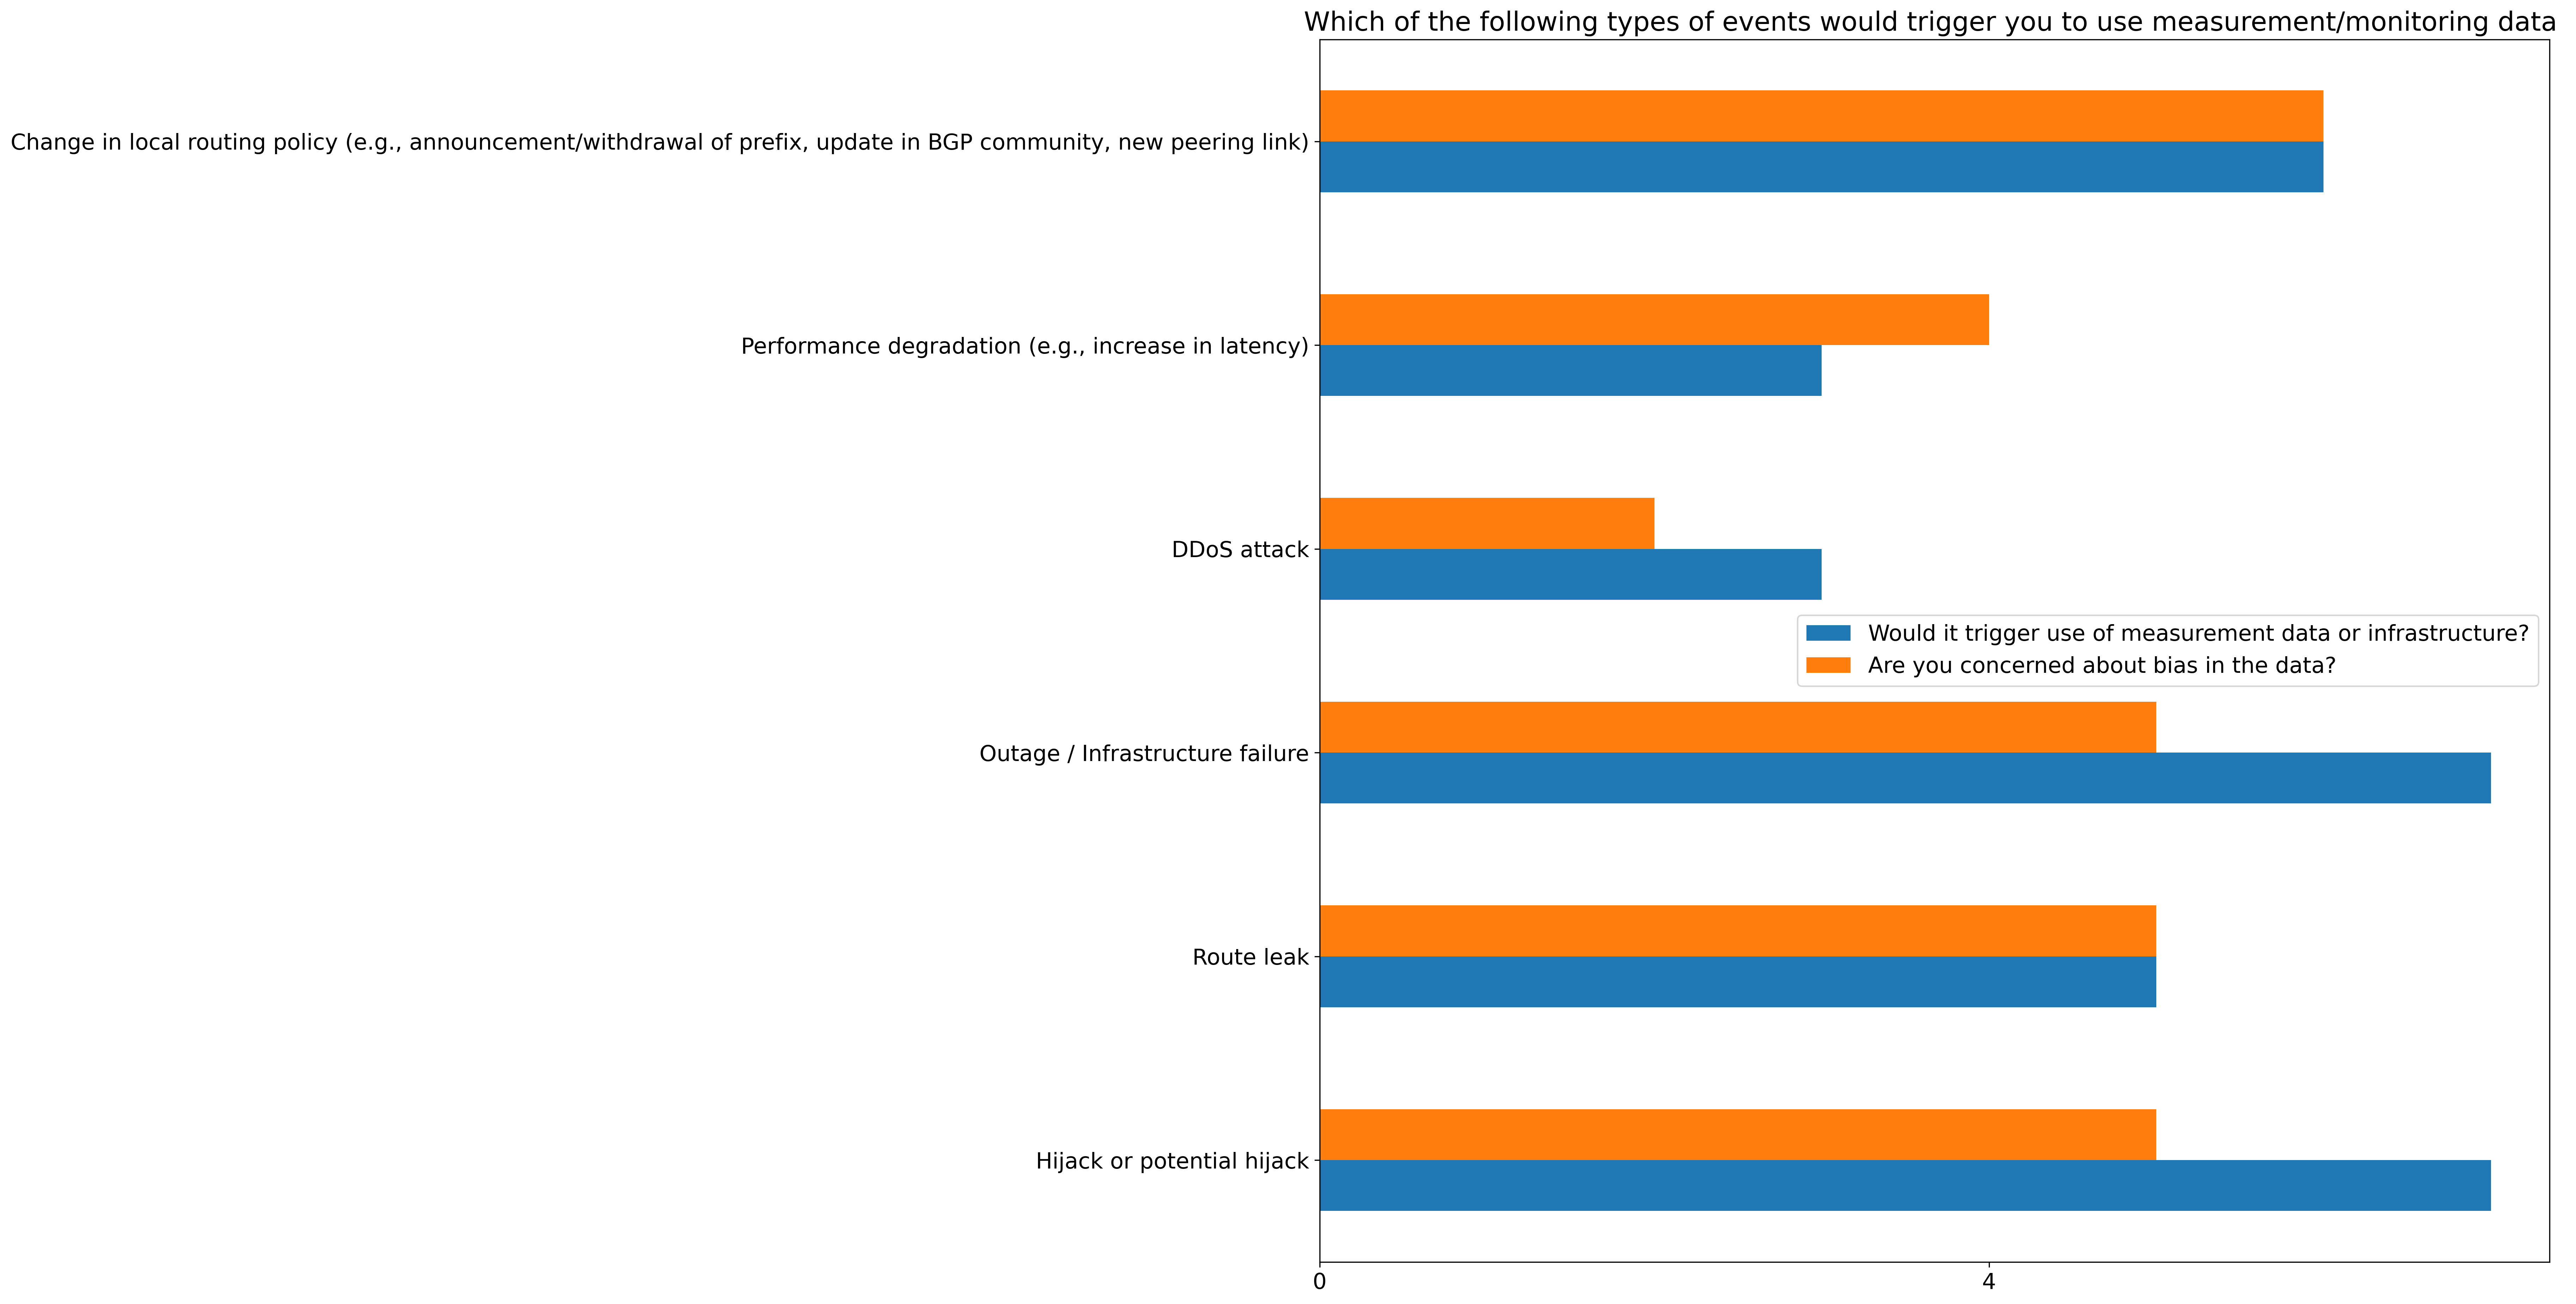 Which of the following types of events would trigger you to use measurement/monitoring data
Change in local routing policy (e.g., announcement/withdrawal of prefix, update in BGP community, new peering link)
Performance degradation (e.g., increase in latency)
DDoS attack
Would it trigger use of measurement data or infrastructure?
Are you concerned about bias in the data?
Outage / Infrastructure failure
Route leak
Hijack or potential hijack
0 4